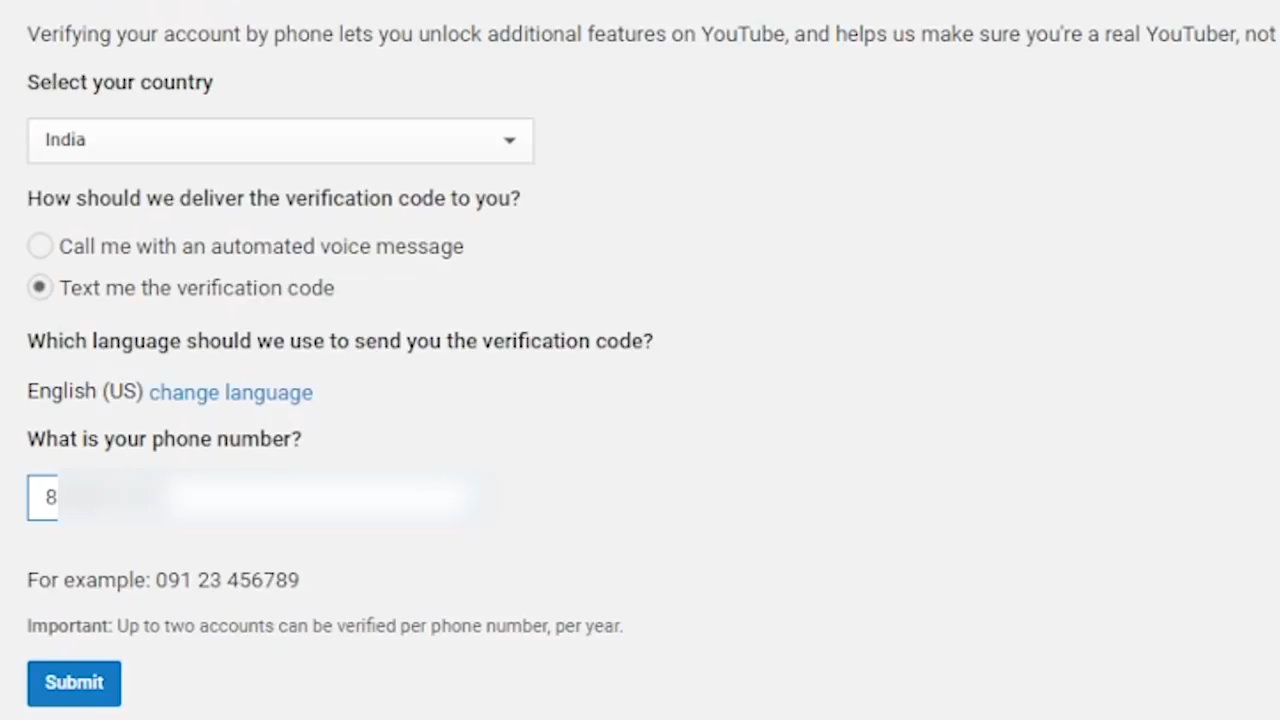 Verifying your account by phone lets you unlock additional features on YouTube, and helps us make sure you're a real YouTuber, not
Select your country
India
How should we deliver the verification code to you?
Call me with an automated voice message
Text me the verification code
Which language should we use to send you the verification code?
English (US) change language
What is your phone number?
8
For example: 091 23 456789
Important: Up to two accounts can be verified per phone number, per year.
Submit